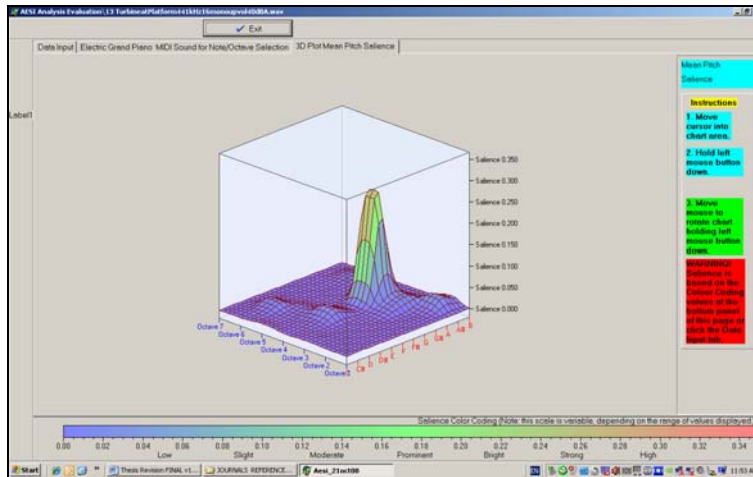 AESI Analysis Evaluation:\13 TurbineatPlatform441kHz16monoupvol40dBA.wav
Exit
Data Input
Electric Grand Piano MIDI Sound for Note/Octave Selection
3D Plot Mean Pitch Salience
Label1
Mean Pitch
Salience
Instructions
1. Move
cursor into
chart area.
2. Hold left
mouse button
down.
3. Move
mouse to
rotate chart
holding left
mouse button
down.
WARNING!
Salience is
based on the
Colour Coding
values at the
bottom point
of this page or
click the Data
Input tab.
Salience 0.350
Salience 0.300
Salience 0.250
Salience 0.200
Salience 0.150
Salience 0.100
Salience 0.050
Salience 0.000
Octave 7
Octave 6
Octave 5
Octave 4
Octave 3
Octave 2
C# D D# E F F# G G# A A# B
Salience Color Coding (Note: this scale is variable, depending on the range of values displayed.
0.00 0.02 0.04 0.06 0.08 0.10 0.12 0.14 0.16 0.18 0.20 0.22 0.24 0.26 0.28 0.30 0.32 0.34
Low Slight Moderate Prominent Bright Strong High
Start
Thesis Revision FINAL v1...
JOURNALS REFERENCE...
Aesi_21oct08
EN
11:53 AM